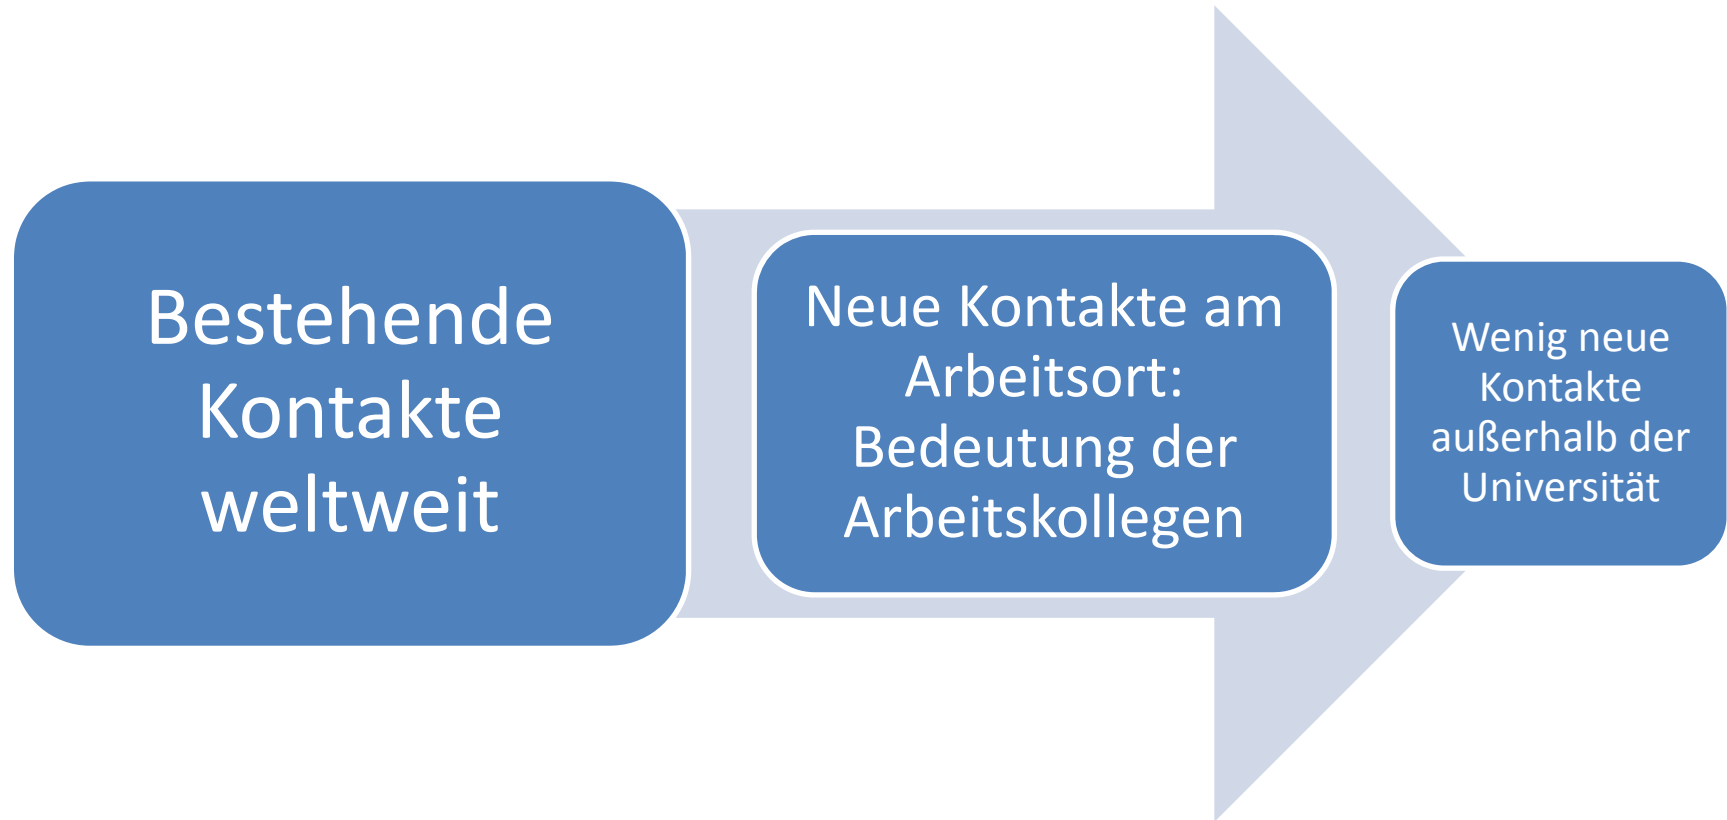 Bestehende
Kontakte
weltweit
Neue Kontakte am
Arbeitsort:
Bedeutung der
Arbeitskollegen
Wenig neue
Kontakte
außerhalb der
Universität